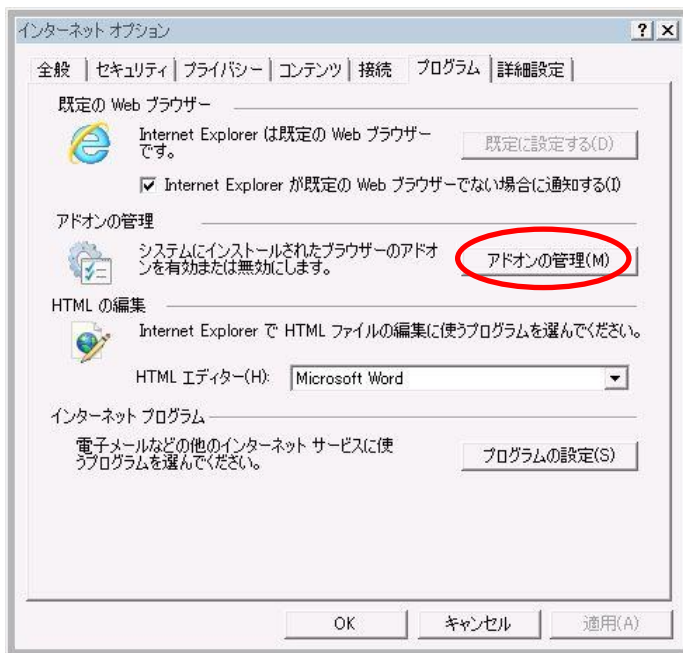 インターネット オプション
全般 セキュリティ プライバシー コンテンツ 接続 プログラム 詳細設定
既定の Web ブラウザー
Internet Explorer は既定の Web ブラウザー
です。
既定に設定する(D)
Internet Explorer が既定の Web ブラウザーでない場合に通知する(I)
アドオンの管理
システムにインストールされたブラウザーのアドオ
ンを有効または無効にします。
アドオンの管理(M)
HTML の編集
Internet Explorer で HTML ファイルの編集に使うプログラムを選んでください。
HTML エディター(H): Microsoft Word
インターネット プログラム
電子メールなどの他のインターネット サービスに使
うプログラムを選んでください。
プログラムの設定(S)
OK キャンセル 適用(A)